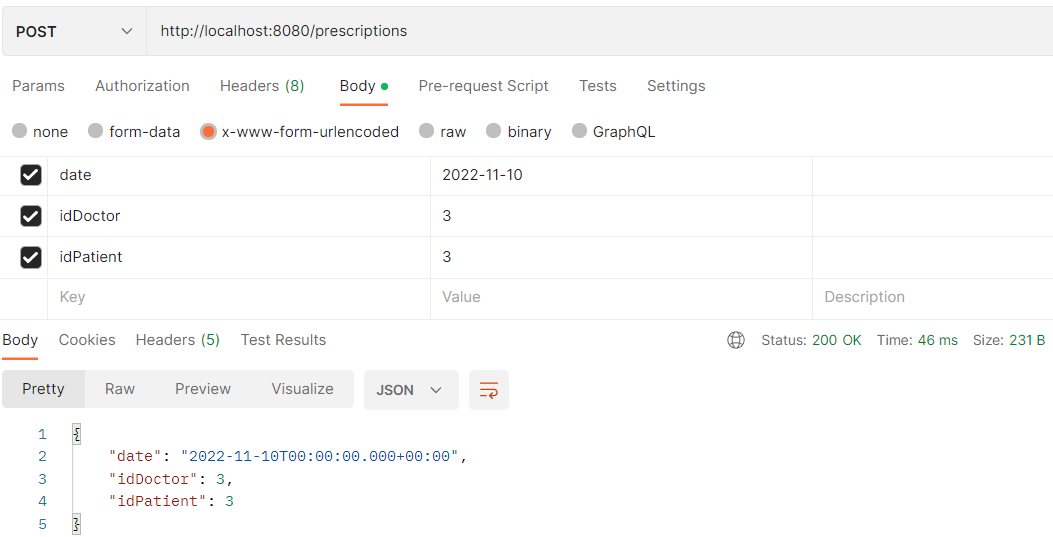 POST http://localhost:8080/prescriptions
Params Authorization Headers (8) Body Pre-request Script Tests Settings
none form-data x-www-form-urlencoded raw binary GraphQL
date 2022-11-10
idDoctor 3
idPatient 3
Key Value Description
Body Cookies Headers (5) Test Results Status: 200 OK Time: 46 ms Size: 231 B
Pretty Raw Preview Visualize JSON
1 {
2 "date": "2022-11-10T00:00:00.000+00:00",
3 "idDoctor": 3,
4 "idPatient": 3
5 }